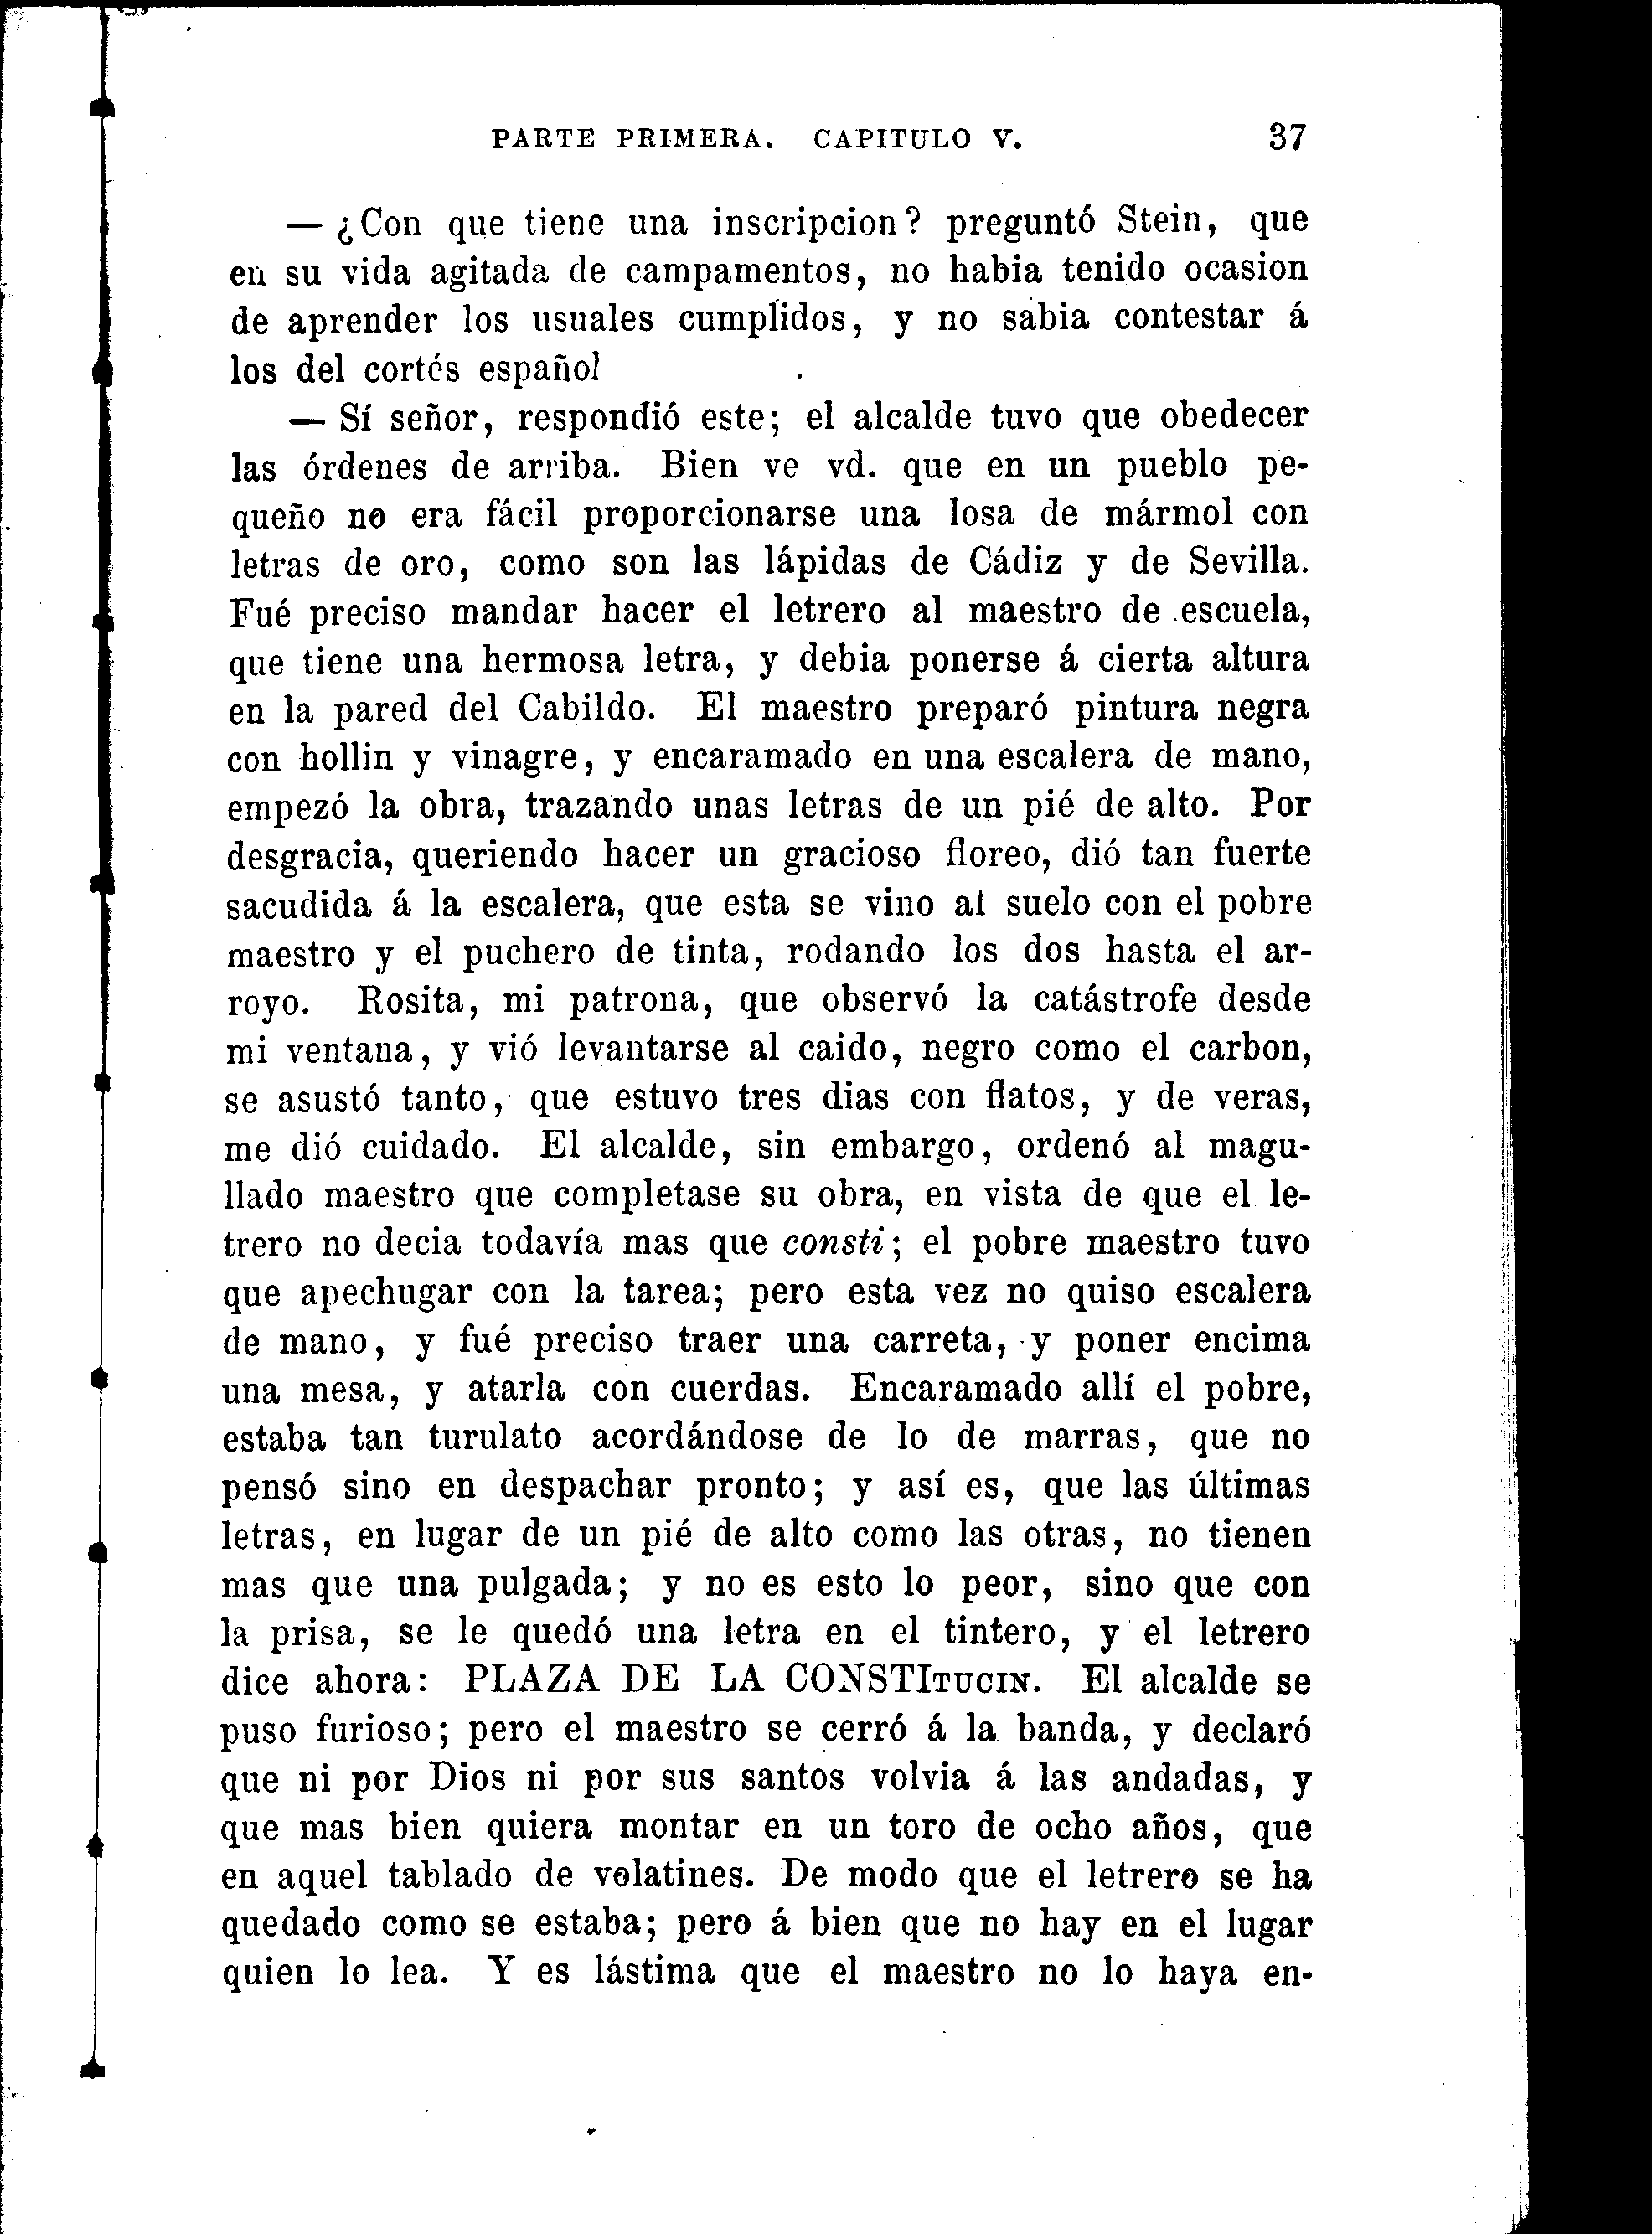 PARTE PRIMERA. CAPITULO V. 37
— ¿Con que tiene una inscripcion? preguntó Stein, que
en su vida agitada de campamentos, no habia tenido ocasion
de aprender los usuales cumplidos, y no sabia contestar á
los del cortés español
— Sí señor, respondió este; el alcalde tuvo que obedecer
las órdenes de arriba. Bien ve vd. que en un pueblo pe-
queño no era fácil proporcionarse una losa de mármol con
letras de oro, como son las lápidas de Cádiz y de Sevilla.
Fué preciso mandar hacer el letrero al maestro de escuela,
que tiene una hermosa letra, y debia ponerse á cierta altura
en la pared del Cabildo. El maestro preparó pintura negra
con hollin y vinagre, y encaramado en una escalera de mano,
empezó la obra, trazando unas letras de un pié de alto. Por
desgracia, queriendo hacer un gracioso floreo, dió tan fuerte
sacudida á la escalera, que esta se vino al suelo con el pobre
maestro y el puchero de tinta, rodando los dos hasta el ar-
royo. Rosita, mi patrona, que observó la catástrofe desde
mi ventana, y vió levantarse al caido, negro como el carbon,
se asustó tanto, que estuvo tres dias con flatos, y de veras,
me dió cuidado. El alcalde, sin embargo, ordenó al magu-
llado maestro que completase su obra, en vista de que el le-
trero no decia todavía mas que consti; el pobre maestro tuvo
que apechugar con la tarea; pero esta vez no quiso escalera
de mano, y fué preciso traer una carreta, y poner encima
una mesa, y atarla con cuerdas. Encaramado allí el pobre,
estaba tan turulato acordándose de lo de marras, que no
pensó sino en despachar pronto; y así es, que las últimas
letras, en lugar de un pié de alto como las otras, no tienen
mas que una pulgada; y no es esto lo peor, sino que con
la prisa, se le quedó una letra en el tintero, y el letrero
dice ahora: PLAZA DE LA CONSTITUCIN. El alcalde se
puso furioso; pero el maestro se cerró á la banda, y declaró
que ni por Dios ni por sus santos volvia á las andadas, y
que mas bien quiera montar en un toro de ocho años, que
en aquel tablado de volatines. De modo que el letrero se ha
quedado como se estaba; pero á bien que no hay en el lugar
quien lo lea. Y es lástima que el maestro no lo haya en-